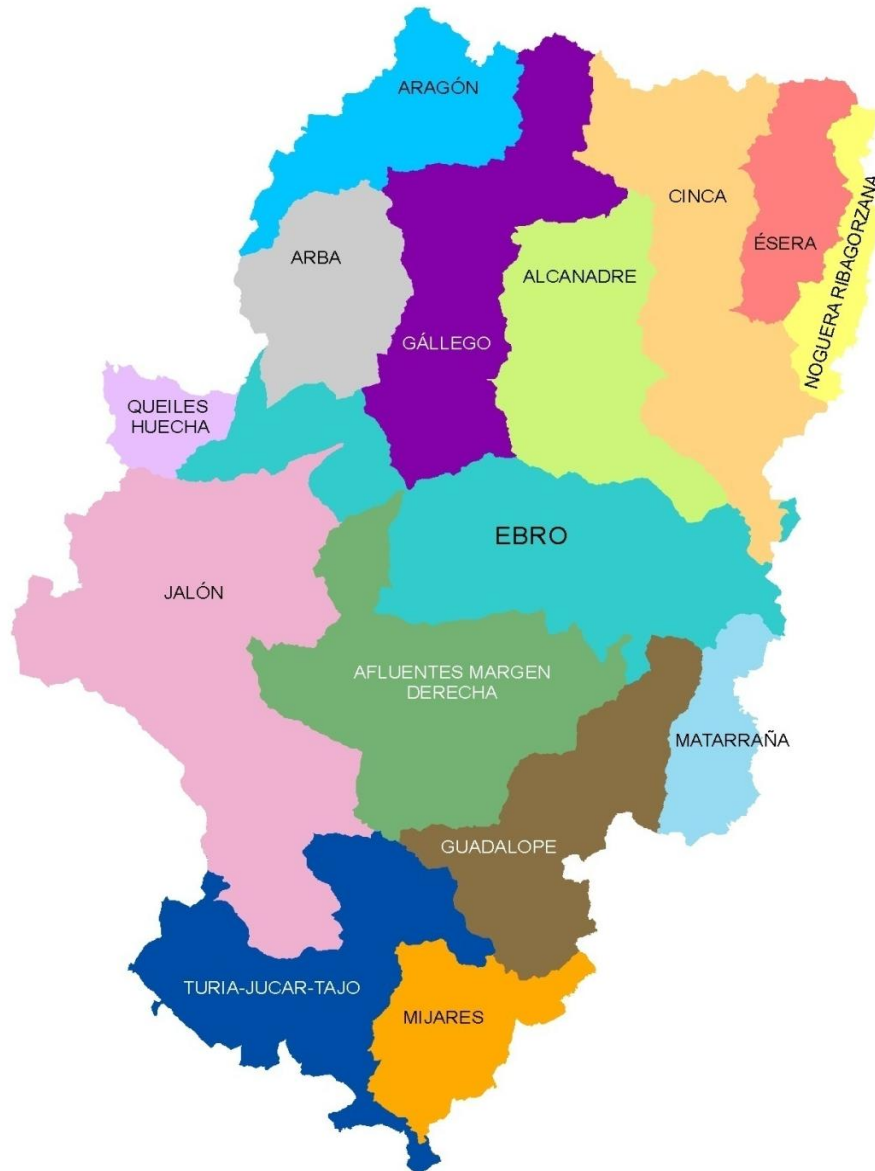 ARAGÓN
CINCA
ÉSERA
NOGUERA RIBAGORZANA
ARBA
ALCANADRE
GÁLLEGO
QUEILES
HUECHA
EBRO
JALÓN
AFLUENTES MARGEN
DERECHA
MATARRAÑA
GUADALOPE
TURIA-JUCAR-TAJO
MIJARES